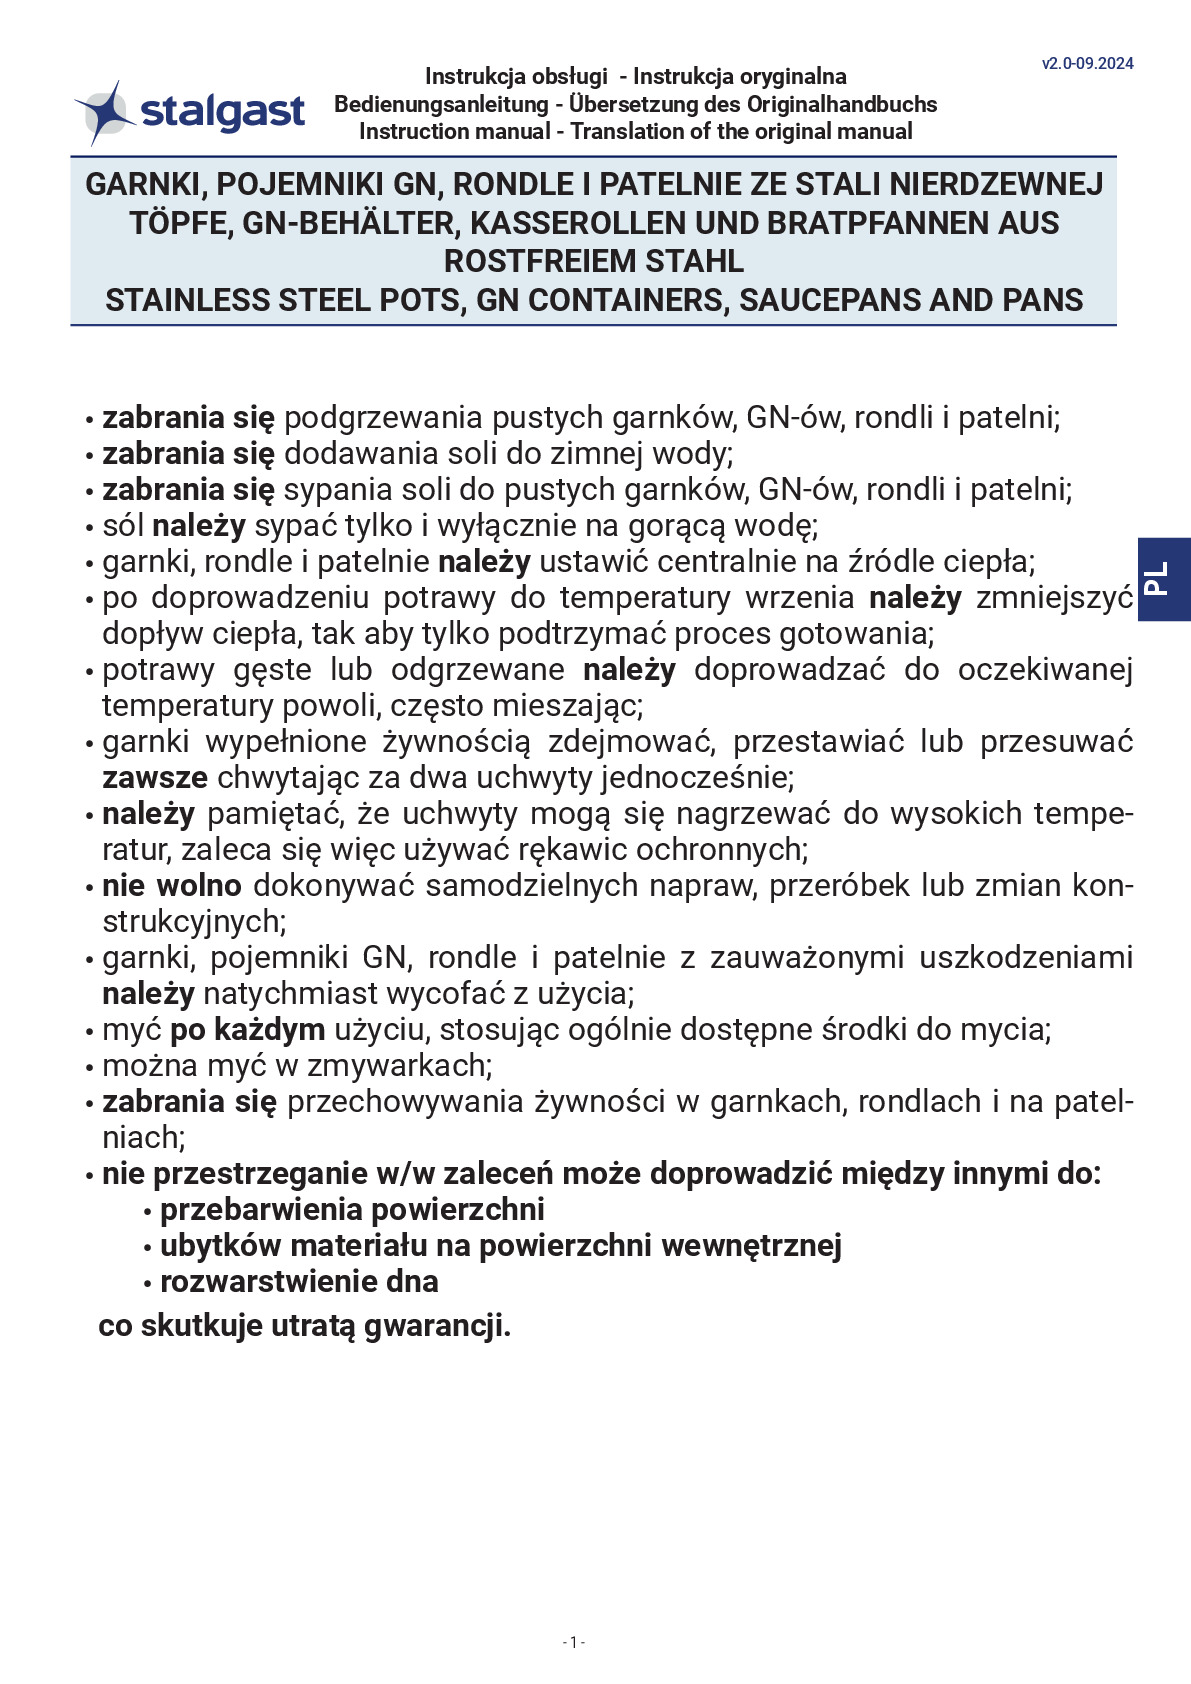 v2.0-09.2024
Instrukcja obsługi - Instrukcja oryginalna
Bedienungsanleitung - Übersetzung des Originalhandbuchs
Instruction manual - Translation of the original manual
stalgast
GARNKI, POJEMNIKI GN, RONDLE I PATELNIE ZE STALI NIERDZEWNEJ
TÖPFE, GN-BEHÄLTER, KASSEROLLEN UND BRATPFANNEN AUS
ROSTFREIEM STAHL
STAINLESS STEEL POTS, GN CONTAINERS, SAUCEPANS AND PANS
• zabrania się podgrzewania pustych garnków, GN-ów, rondli i patelni;
• zabrania się dodawania soli do zimnej wody;
• zabrania się sypania soli do pustych garnków, GN-ów, rondli i patelni;
• sól należy sypać tylko i wyłącznie na gorącą wodę;
• garnki, rondle i patelnie należy ustawić centralnie na źródle ciepła;
• po doprowadzeniu potrawy do temperatury wrzenia należy zmniejszyć
dopływ ciepła, tak aby tylko podtrzymać proces gotowania;
• potrawy gęste lub odgrzewane należy doprowadzać do oczekiwanej
temperatury powoli, często mieszając;
• garnki wypełnione żywnością zdejmować, przestawiać lub przesuwać
zawsze chwytając za dwa uchwyty jednocześnie;
• należy pamiętać, że uchwyty mogą się nagrzewać do wysokich tempe-
ratur, zaleca się więc używać rękawic ochronnych;
• nie wolno dokonywać samodzielnych napraw, przeróbek lub zmian kon-
strukcyjnych;
• garnki, pojemniki GN, rondle i patelnie z zauważonymi uszkodzeniami
należy natychmiast wycofać z użycia;
• myć po każdym użyciu, stosując ogólnie dostępne środki do mycia;
• można myć w zmywarkach;
• zabrania się przechowywania żywności w garnkach, rondlach i na patel-
niach;
• nie przestrzeganie w/w zaleceń może doprowadzić między innymi do:
• przebarwienia powierzchni
• ubytków materiału na powierzchni wewnętrznej
• rozwarstwienie dna
co skutkuje utratą gwarancji.
PL
- 1 -